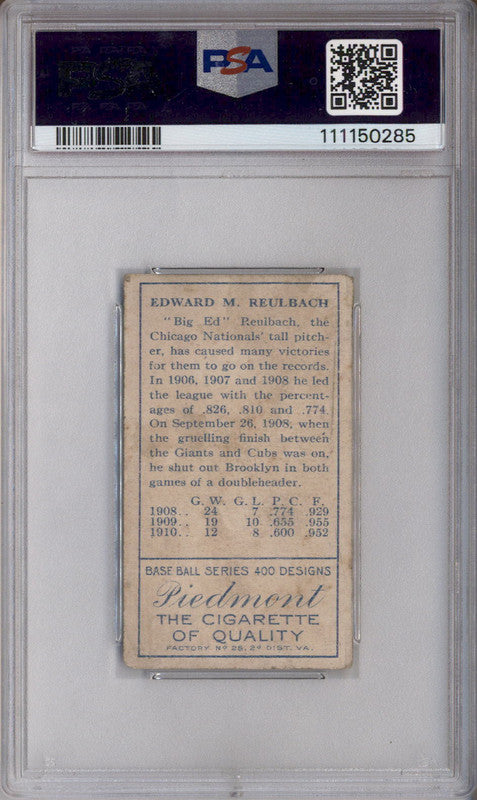 PSA
PSA
111150285
EDWARD M. REULBACH
"Big Ed" Reulbach, the
Chicago Nationals' tall pitch-
er, has caused many victories
for them to go on the records.
In 1906, 1907 and 1908 he led
the league with the percent-
ages of .826, .810 and .774.
On September 26, 1908, when
the gruelling finish between
the Giants and Cubs was on,
he shut out Brooklyn in both
games of a doubleheader.
G. W. G. L. P. C. F.
1908.. 24 7 .774 .929
1909.. 19 10 .655 .955
1910.. 12 8 .600 .952
BASE BALL SERIES 400 DESIGNS
Piedmont
THE CIGARETTE
OF QUALITY
FACTORY Nº 25, 2ᴰ DIST. VA.